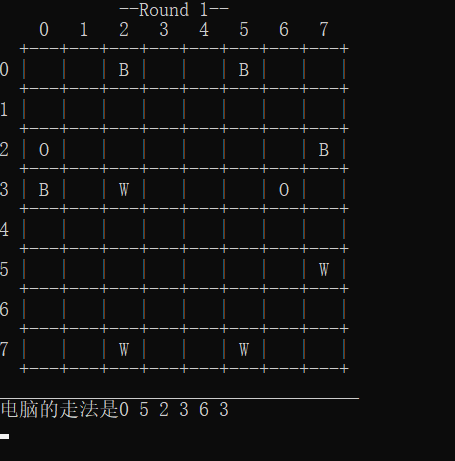 --Round 1--
0 1 2 3 4 5 6 7
+---+---+---+---+---+---+---+---+
0 |   |   | B |   |   | B |   |   |
+---+---+---+---+---+---+---+---+
1 |   |   |   |   |   |   |   |   |
+---+---+---+---+---+---+---+---+
2 | O |   |   |   |   |   |   | B |
+---+---+---+---+---+---+---+---+
3 | B |   | W |   |   |   | O |   |
+---+---+---+---+---+---+---+---+
4 |   |   |   |   |   |   |   |   |
+---+---+---+---+---+---+---+---+
5 |   |   |   |   |   |   |   | W |
+---+---+---+---+---+---+---+---+
6 |   |   |   |   |   |   |   |   |
+---+---+---+---+---+---+---+---+
7 |   |   | W |   |   | W |   |   |
+---+---+---+---+---+---+---+---+
电脑的走法是0 5 2 3 6 3